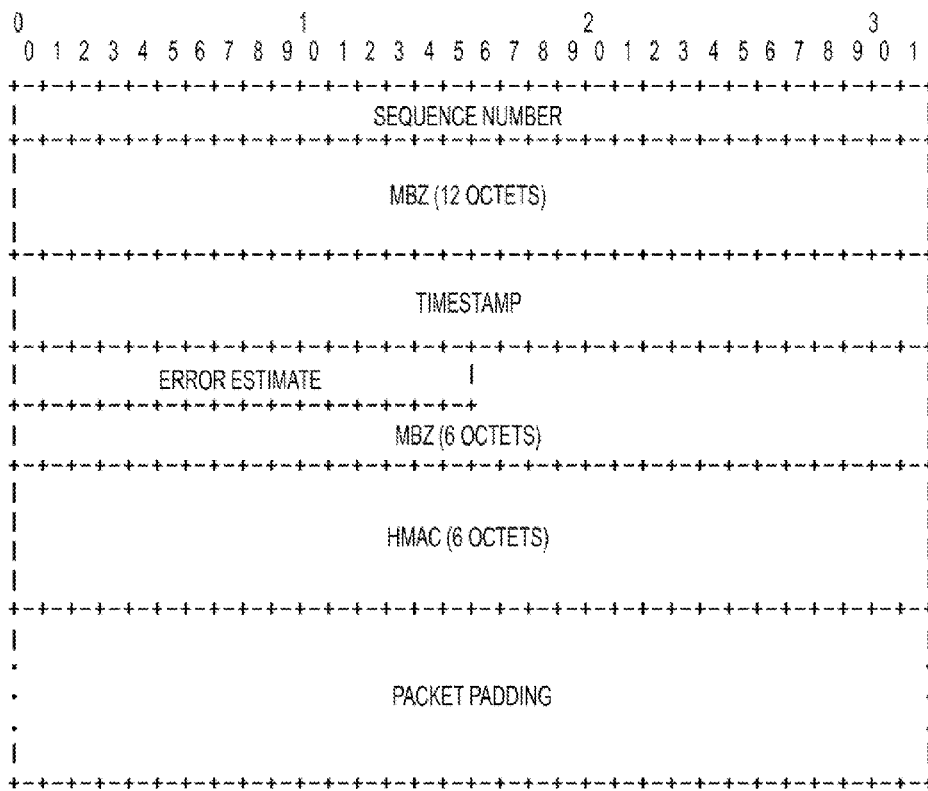 0 1 2 3
0 1 2 3 4 5 6 7 8 9 0 1 2 3 4 5 6 7 8 9 0 1 2 3 4 5 6 7 8 9 0 1
SEQUENCE NUMBER
MBZ (12 OCTETS)
TIMESTAMP
ERROR ESTIMATE
MBZ (6 OCTETS)
HMAC (6 OCTETS)
PACKET PADDING